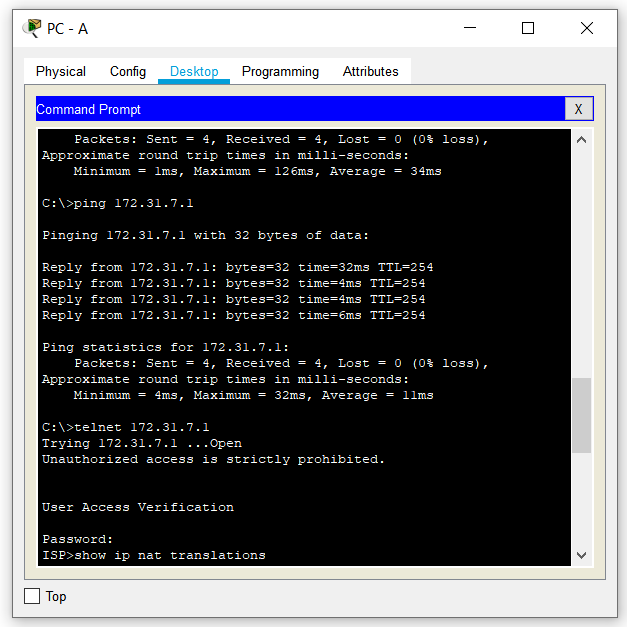 PC - A
Physical Config Desktop Programming Attributes
Command Prompt X
Packets: Sent = 4, Received = 4, Lost = 0 (0% loss),
Approximate round trip times in milli-seconds:
Minimum = 1ms, Maximum = 126ms, Average = 34ms
C:\>ping 172.31.7.1
Pinging 172.31.7.1 with 32 bytes of data:
Reply from 172.31.7.1: bytes=32 time=32ms TTL=254
Reply from 172.31.7.1: bytes=32 time=4ms TTL=254
Reply from 172.31.7.1: bytes=32 time=4ms TTL=254
Reply from 172.31.7.1: bytes=32 time=6ms TTL=254
Ping statistics for 172.31.7.1:
Packets: Sent = 4, Received = 4, Lost = 0 (0% loss),
Approximate round trip times in milli-seconds:
Minimum = 4ms, Maximum = 32ms, Average = 11ms
C:\>telnet 172.31.7.1
Trying 172.31.7.1 ...Open
Unauthorized access is strictly prohibited.
User Access Verification
Password:
ISP>show ip nat translations
Top